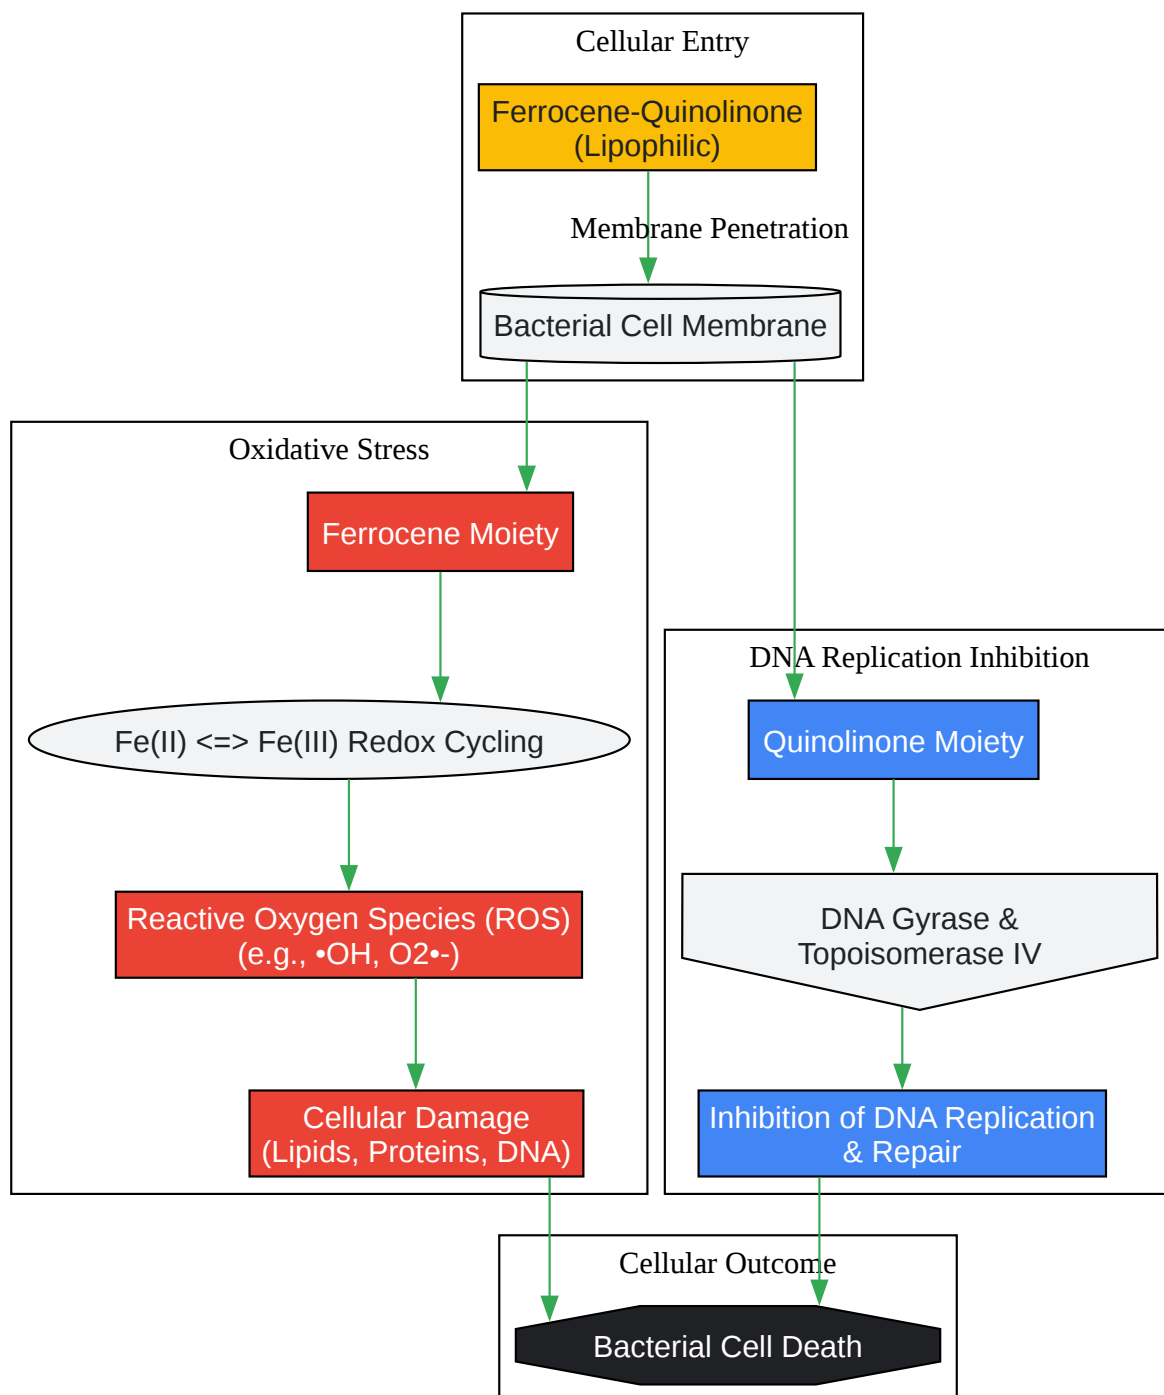 Cellular Entry
Ferrocene-Quinolinone
(Lipophilic)
Membrane Penetration
Bacterial Cell Membrane
Oxidative Stress
Ferrocene Moiety
Fe(II) <=> Fe(III) Redox Cycling
Reactive Oxygen Species (ROS)
(e.g., •OH, O2•-)
Cellular Damage
(Lipids, Proteins, DNA)
DNA Replication Inhibition
Quinolinone Moiety
DNA Gyrase &
Topoisomerase IV
Inhibition of DNA Replication
& Repair
Cellular Outcome
Bacterial Cell Death